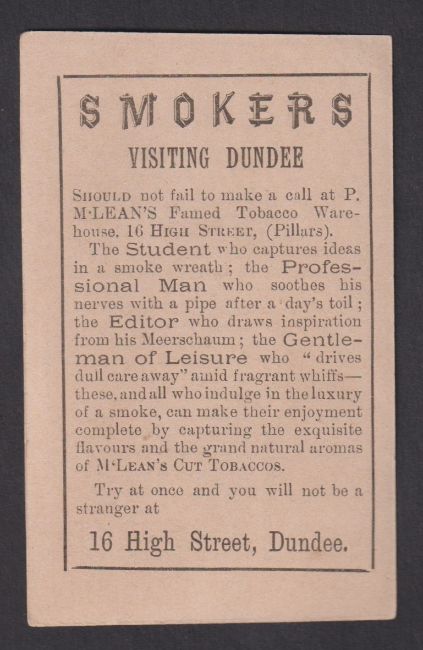 SMOKERS
VISITING DUNDEE
SHOULD not fail to make a call at P.
M‘LEAN'S Famed Tobacco Ware-
house, 16 HIGH STREET, (Pillars).
The Student who captures ideas
in a smoke wreath; the Profes-
sional Man who soothes his
nerves with a pipe after a day's toil;
the Editor who draws inspiration
from his Meerschaum; the Gentle-
man of Leisure who "drives
dull care away" amid fragrant whiffs—
these, and all who indulge in the luxury
of a smoke, can make their enjoyment
complete by capturing the exquisite
flavours and the grand natural aromas
of M‘LEAN'S CUT TOBACCOS.
Try at once and you will not be a
stranger at
16 High Street, Dundee.